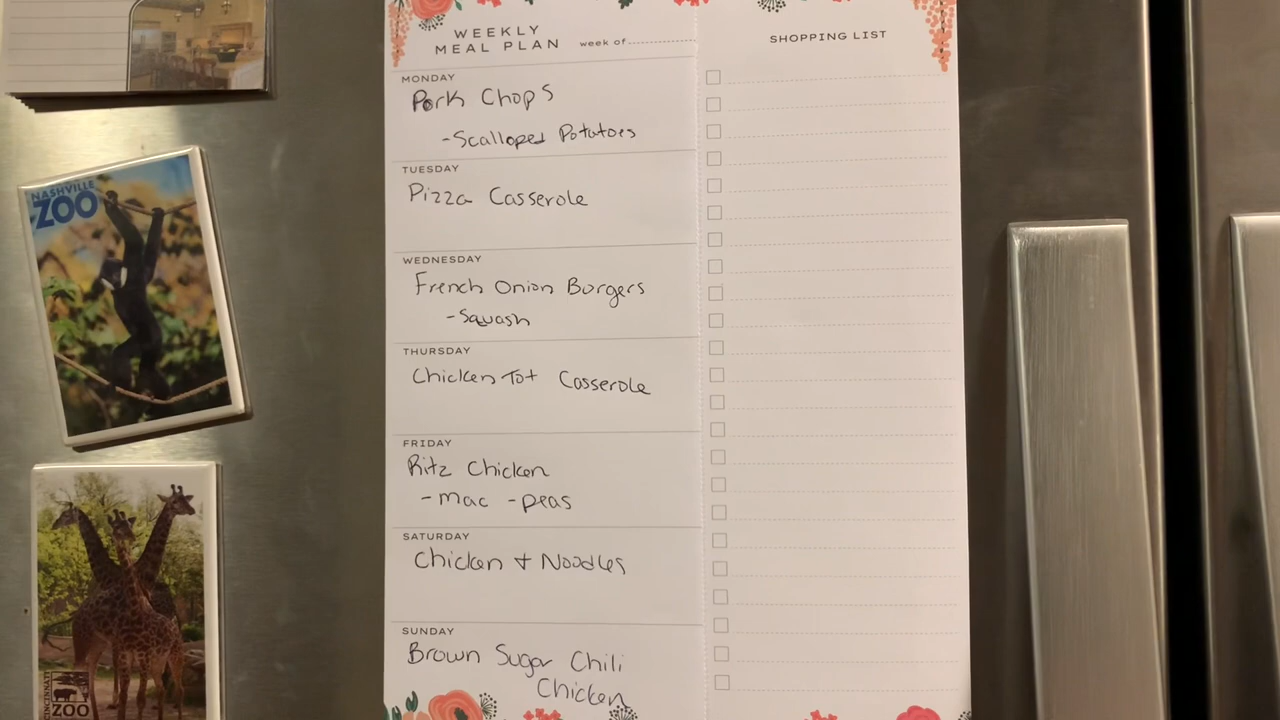 WEEKLY
MEAL PLAN
week of
MONDAY
Pork Chops
-Scalloped Potatoes
TUESDAY
Pizza Casserole
WEDNESDAY
French Onion Burgers
-Squash
THURSDAY
Chicken Tot Casserole
FRIDAY
Ritz Chicken
-mac -peas
SATURDAY
Chicken + Noodles
SUNDAY
Brown Sugar Chili
Chicken
SHOPPING LIST
NASHVILLE
ZOO
CINCINNATI
ZOO